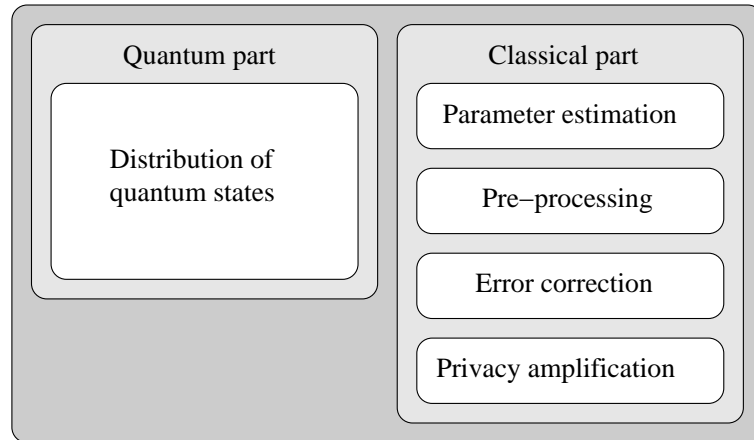 Quantum part
Distribution of
quantum states
Classical part
Parameter estimation
Pre−processing
Error correction
Privacy amplification